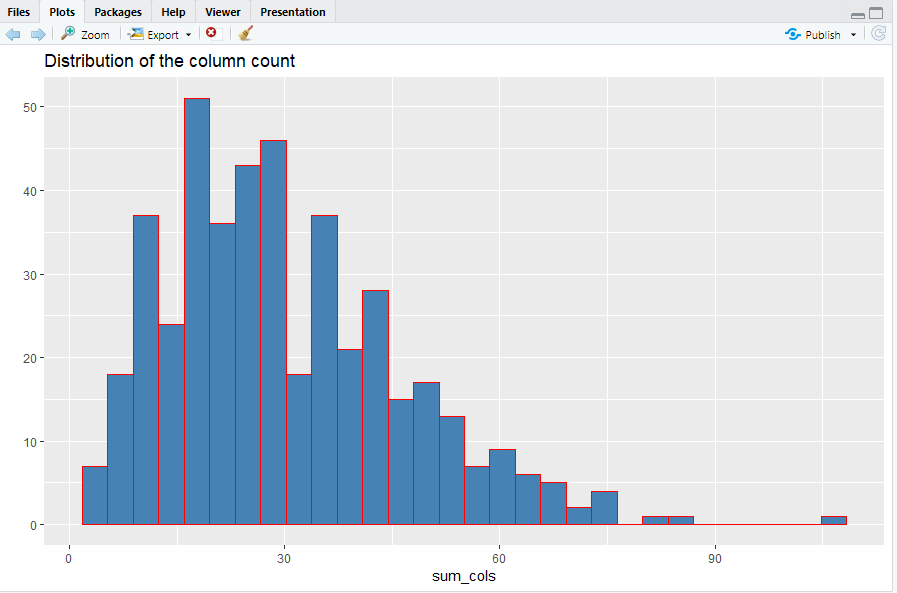 Files Plots Packages Help Viewer Presentation
Zoom Export Publish
Distribution of the column count
50
40
30
20
10
0
0 30 60 90
sum_cols